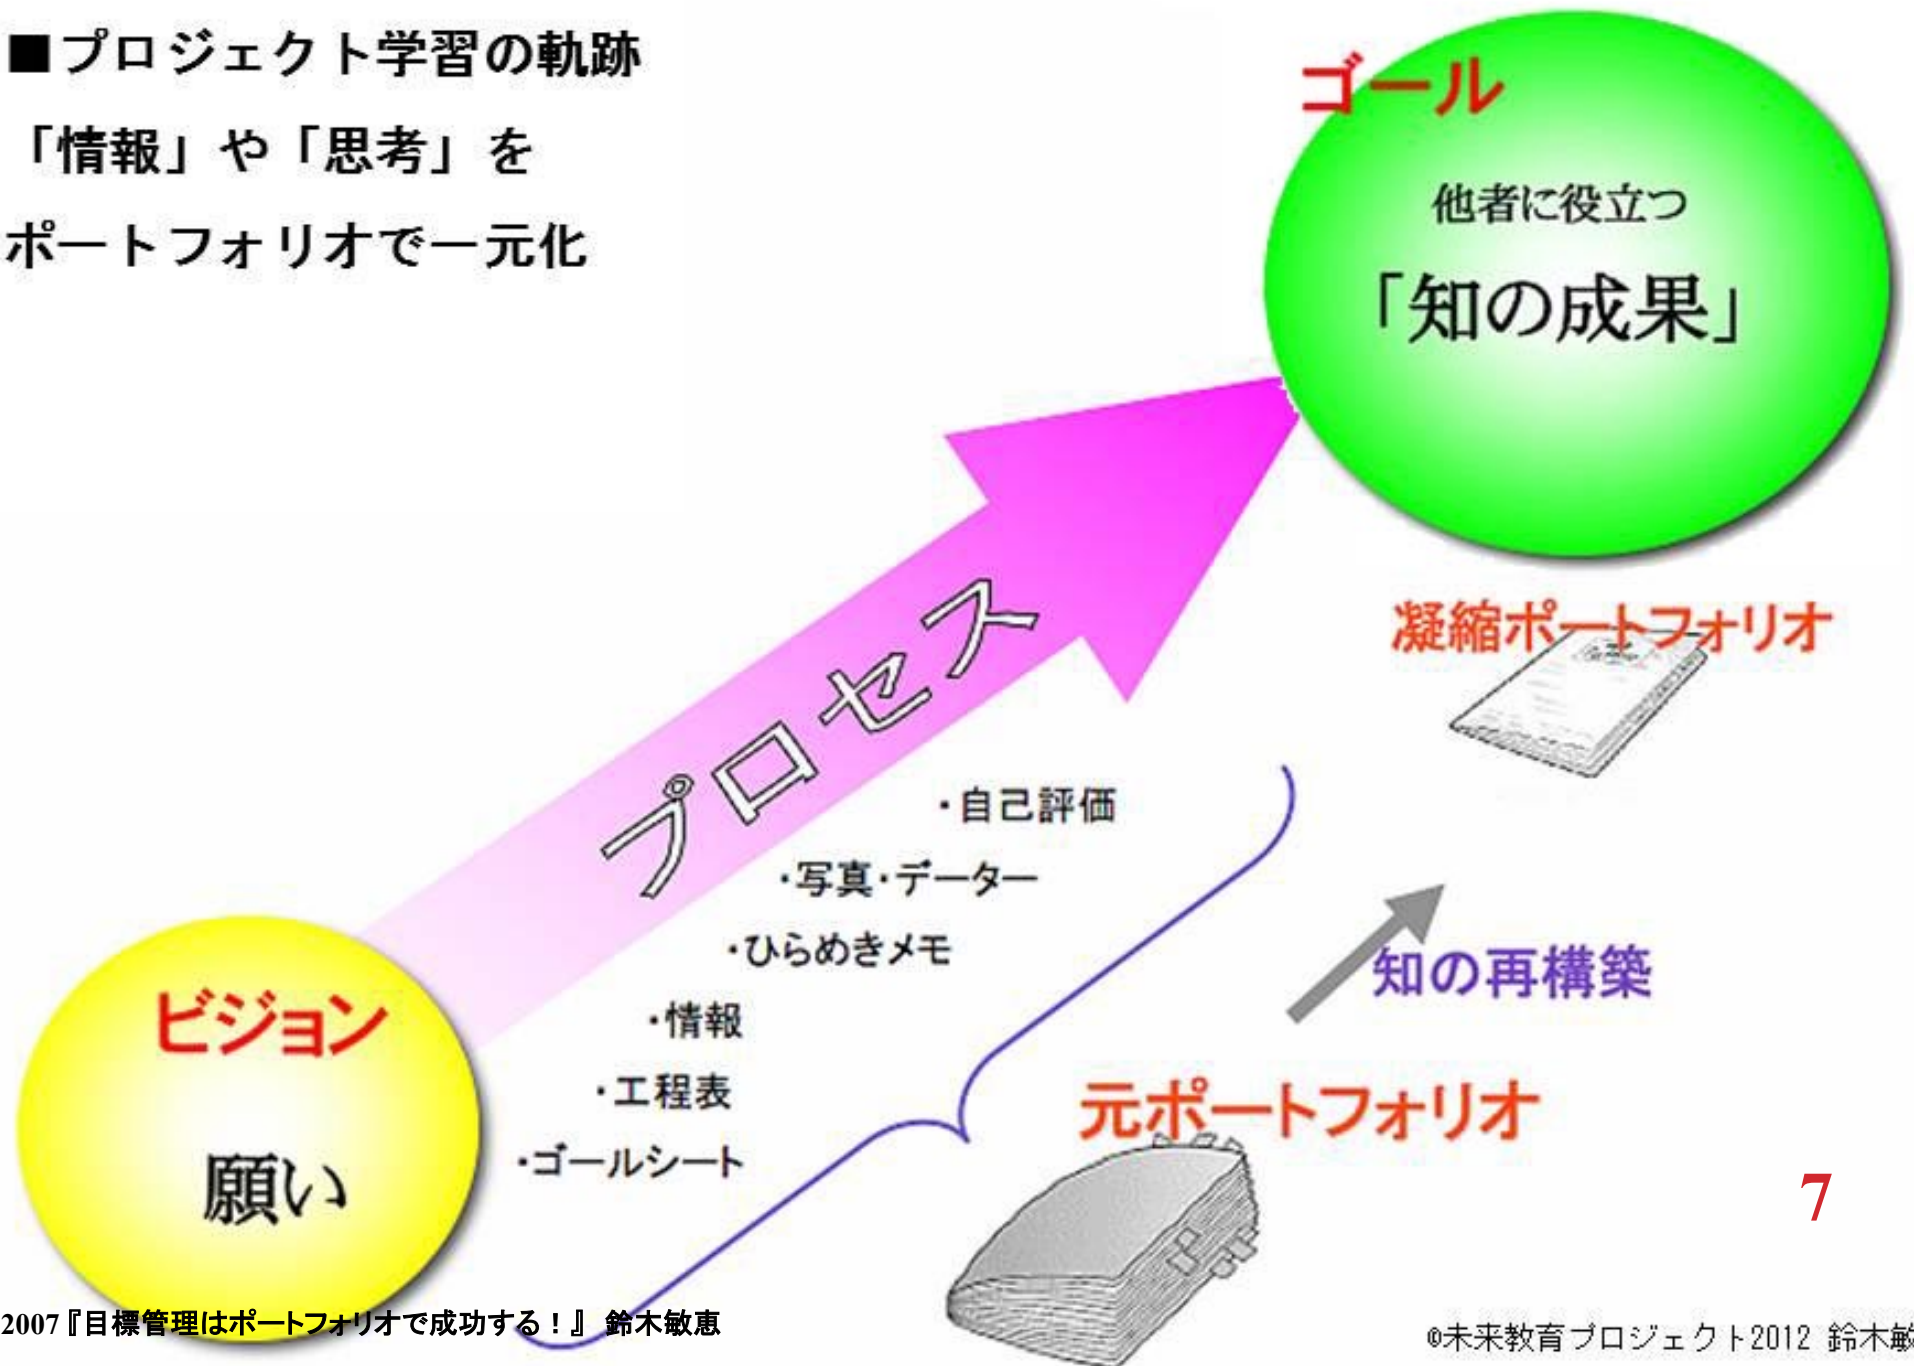 ■プロジェクト学習の軌跡
「情報」や「思考」を
ポートフォリオで一元化
ゴール
他者に役立つ
「知の成果」
プロセス
凝縮ポートフォリオ
・自己評価
・写真・データー
・ひらめきメモ
・情報
・工程表
・ゴールシート
知の再構築
ビジョン
願い
元ポートフォリオ
7
2007『目標管理はポートフォリオで成功する！』 鈴木敏恵
©未来教育プロジェクト2012 鈴木敏